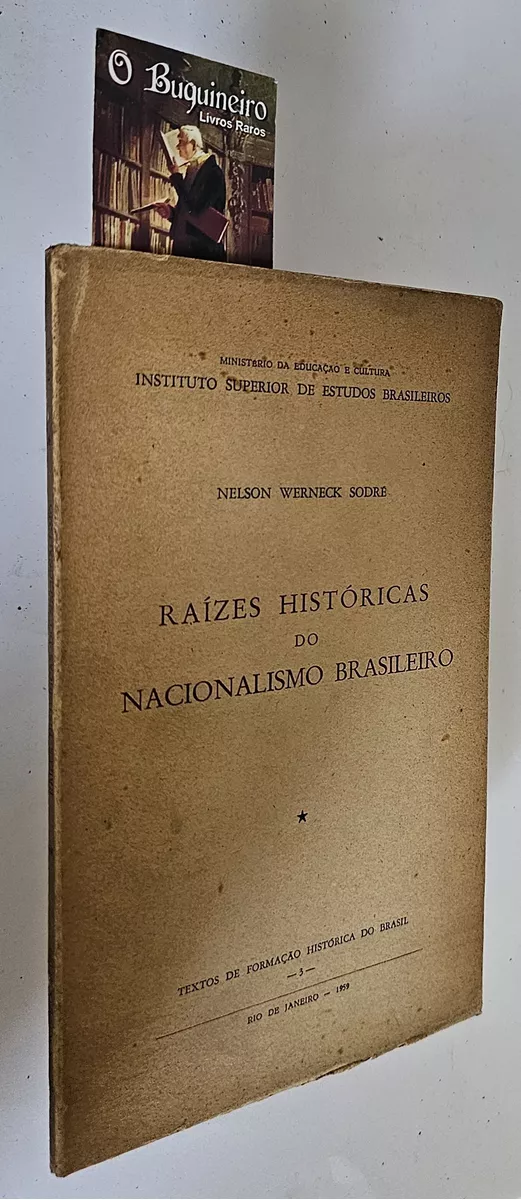 O Buquineiro
Livros Raros
MINISTÉRIO DA EDUCAÇÃO E CULTURA
INSTITUTO SUPERIOR DE ESTUDOS BRASILEIROS
NELSON WERNECK SODRÉ
RAÍZES HISTÓRICAS
DO
NACIONALISMO BRASILEIRO
TEXTOS DE FORMAÇÃO HISTÓRICA DO BRASIL
— 3 —
RIO DE JANEIRO — 1959